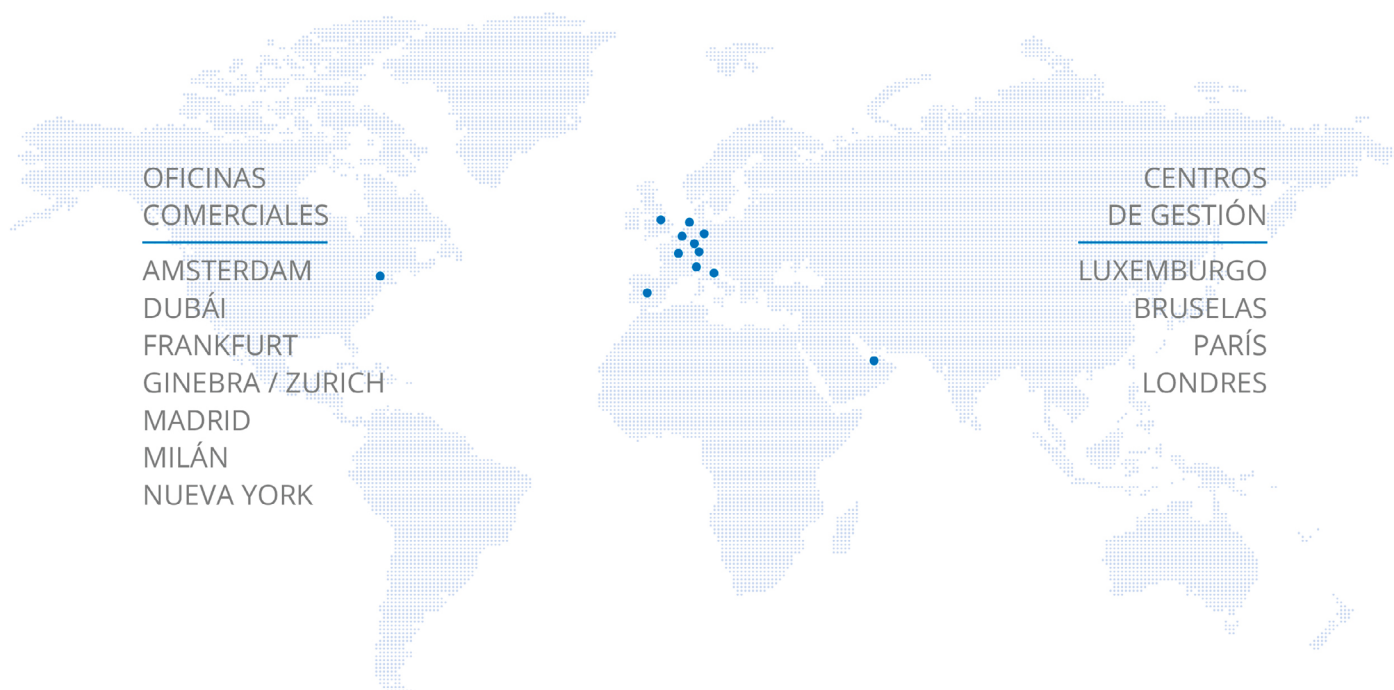 OFICINAS
COMERCIALES
AMSTERDAM
DUBÁI
FRANKFURT
GINEBRA / ZURICH
MADRID
MILÁN
NUEVA YORK
CENTROS
DE GESTIÓN
LUXEMBURGO
BRUSELAS
PARÍS
LONDRES